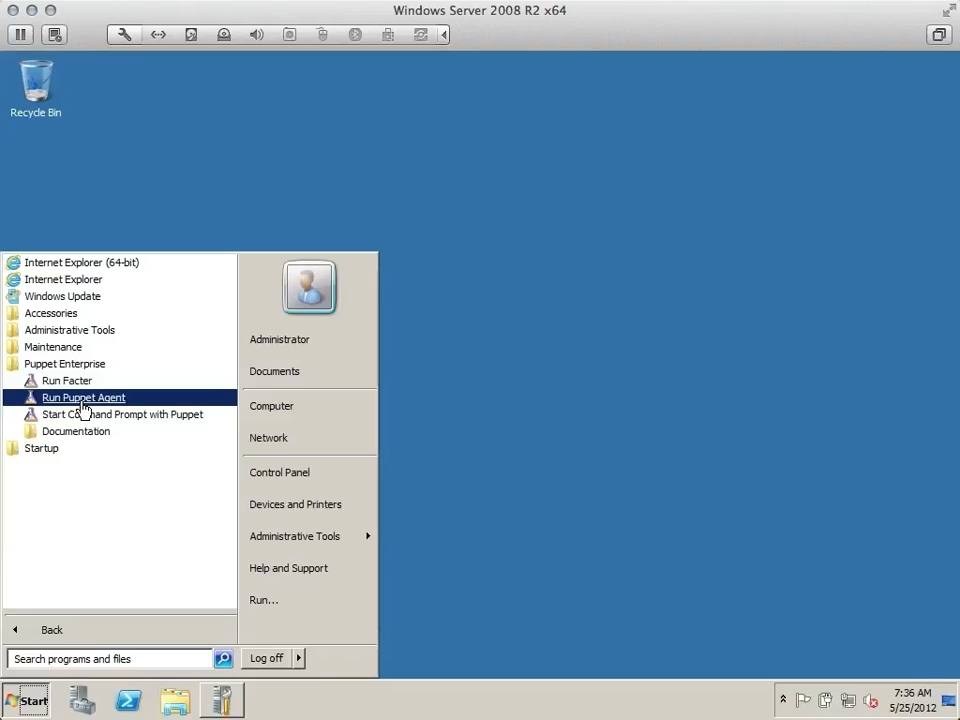 Windows Server 2008 R2 x64
Recycle Bin
Internet Explorer (64-bit)
Internet Explorer
Windows Update
Accessories
Administrative Tools
Maintenance
Puppet Enterprise
Run Facter
Run Puppet Agent
Start Command Prompt with Puppet
Documentation
Startup
Back
Search programs and files
Administrator
Documents
Computer
Network
Control Panel
Devices and Printers
Administrative Tools
Help and Support
Run...
Log off
Start
7:36 AM
5/25/2012